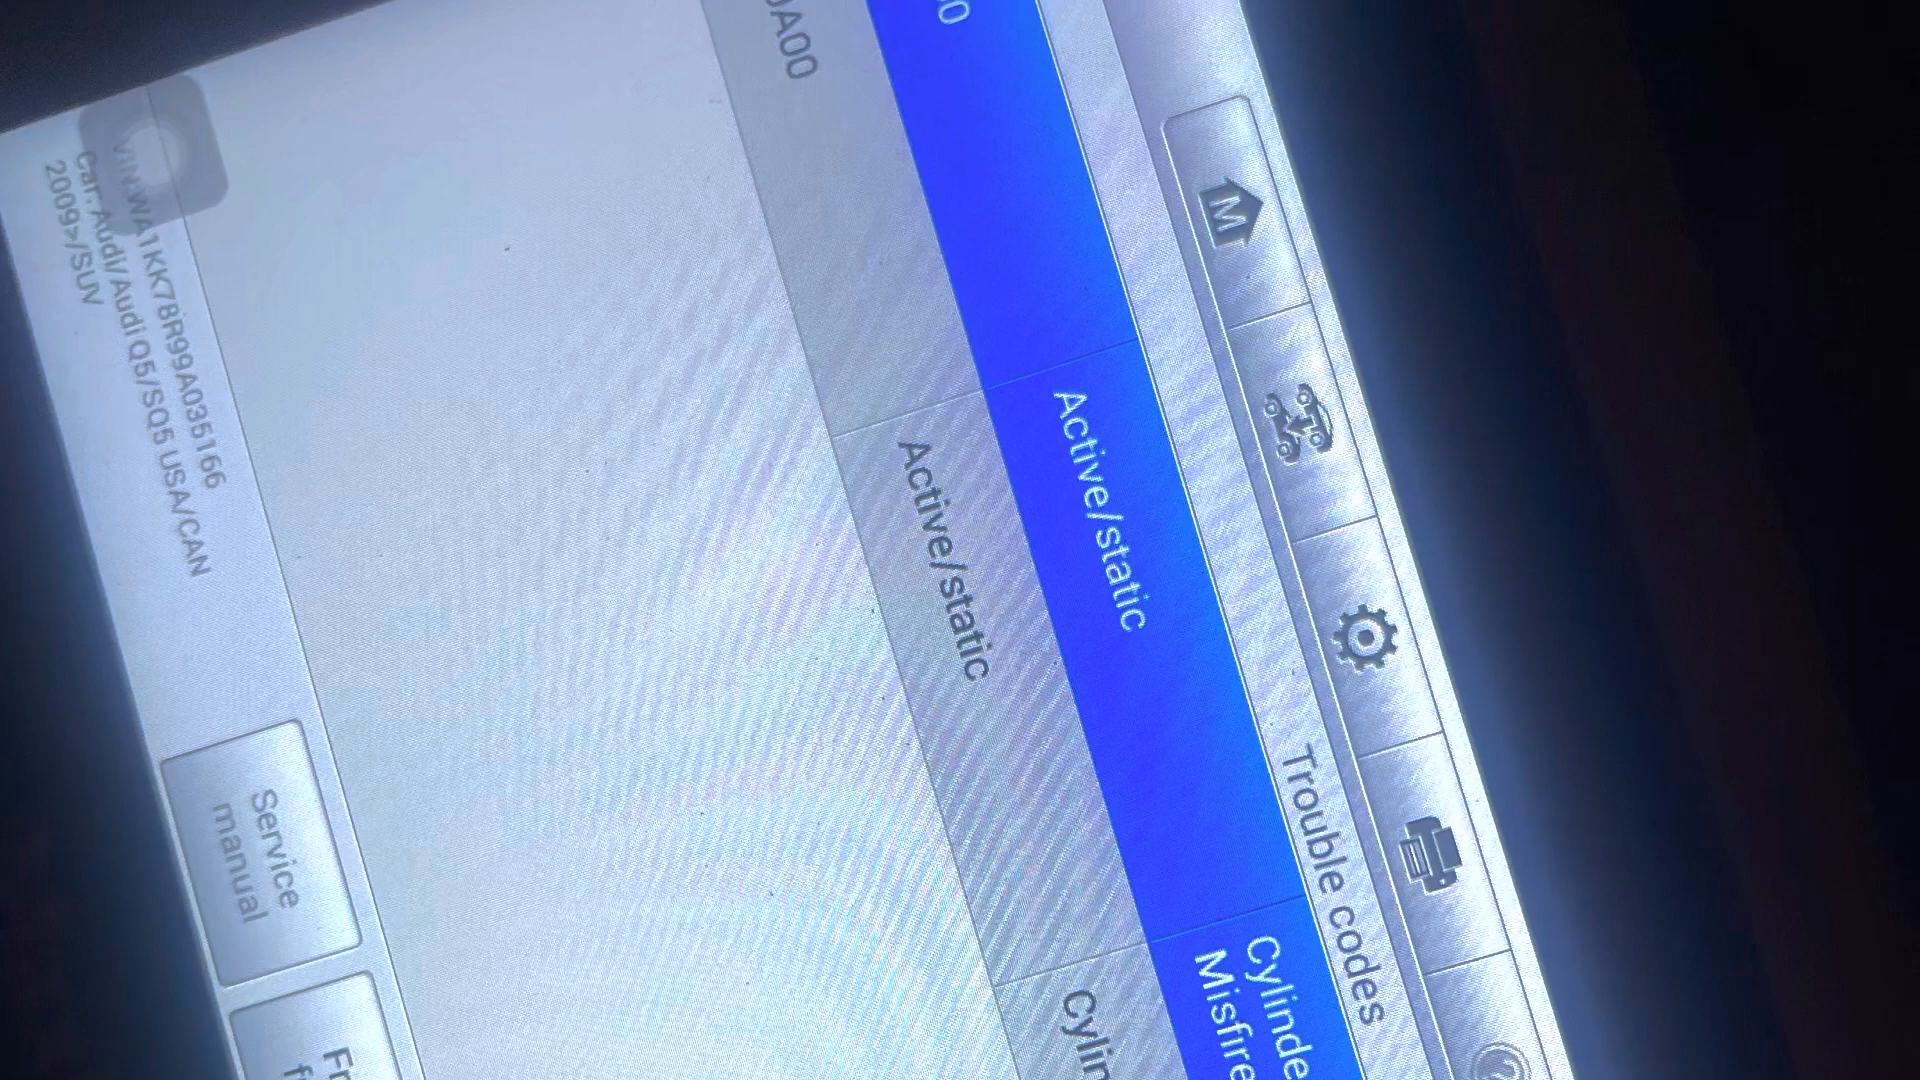 M
Trouble codes
Active/static
Cylinde
Misfire
A00
Active/static
Cylin
VIN:WA1KK78R99A035166
Car: Audi/Audi Q5/SQ5 USA/CAN
2009>/SUV
Service
manual